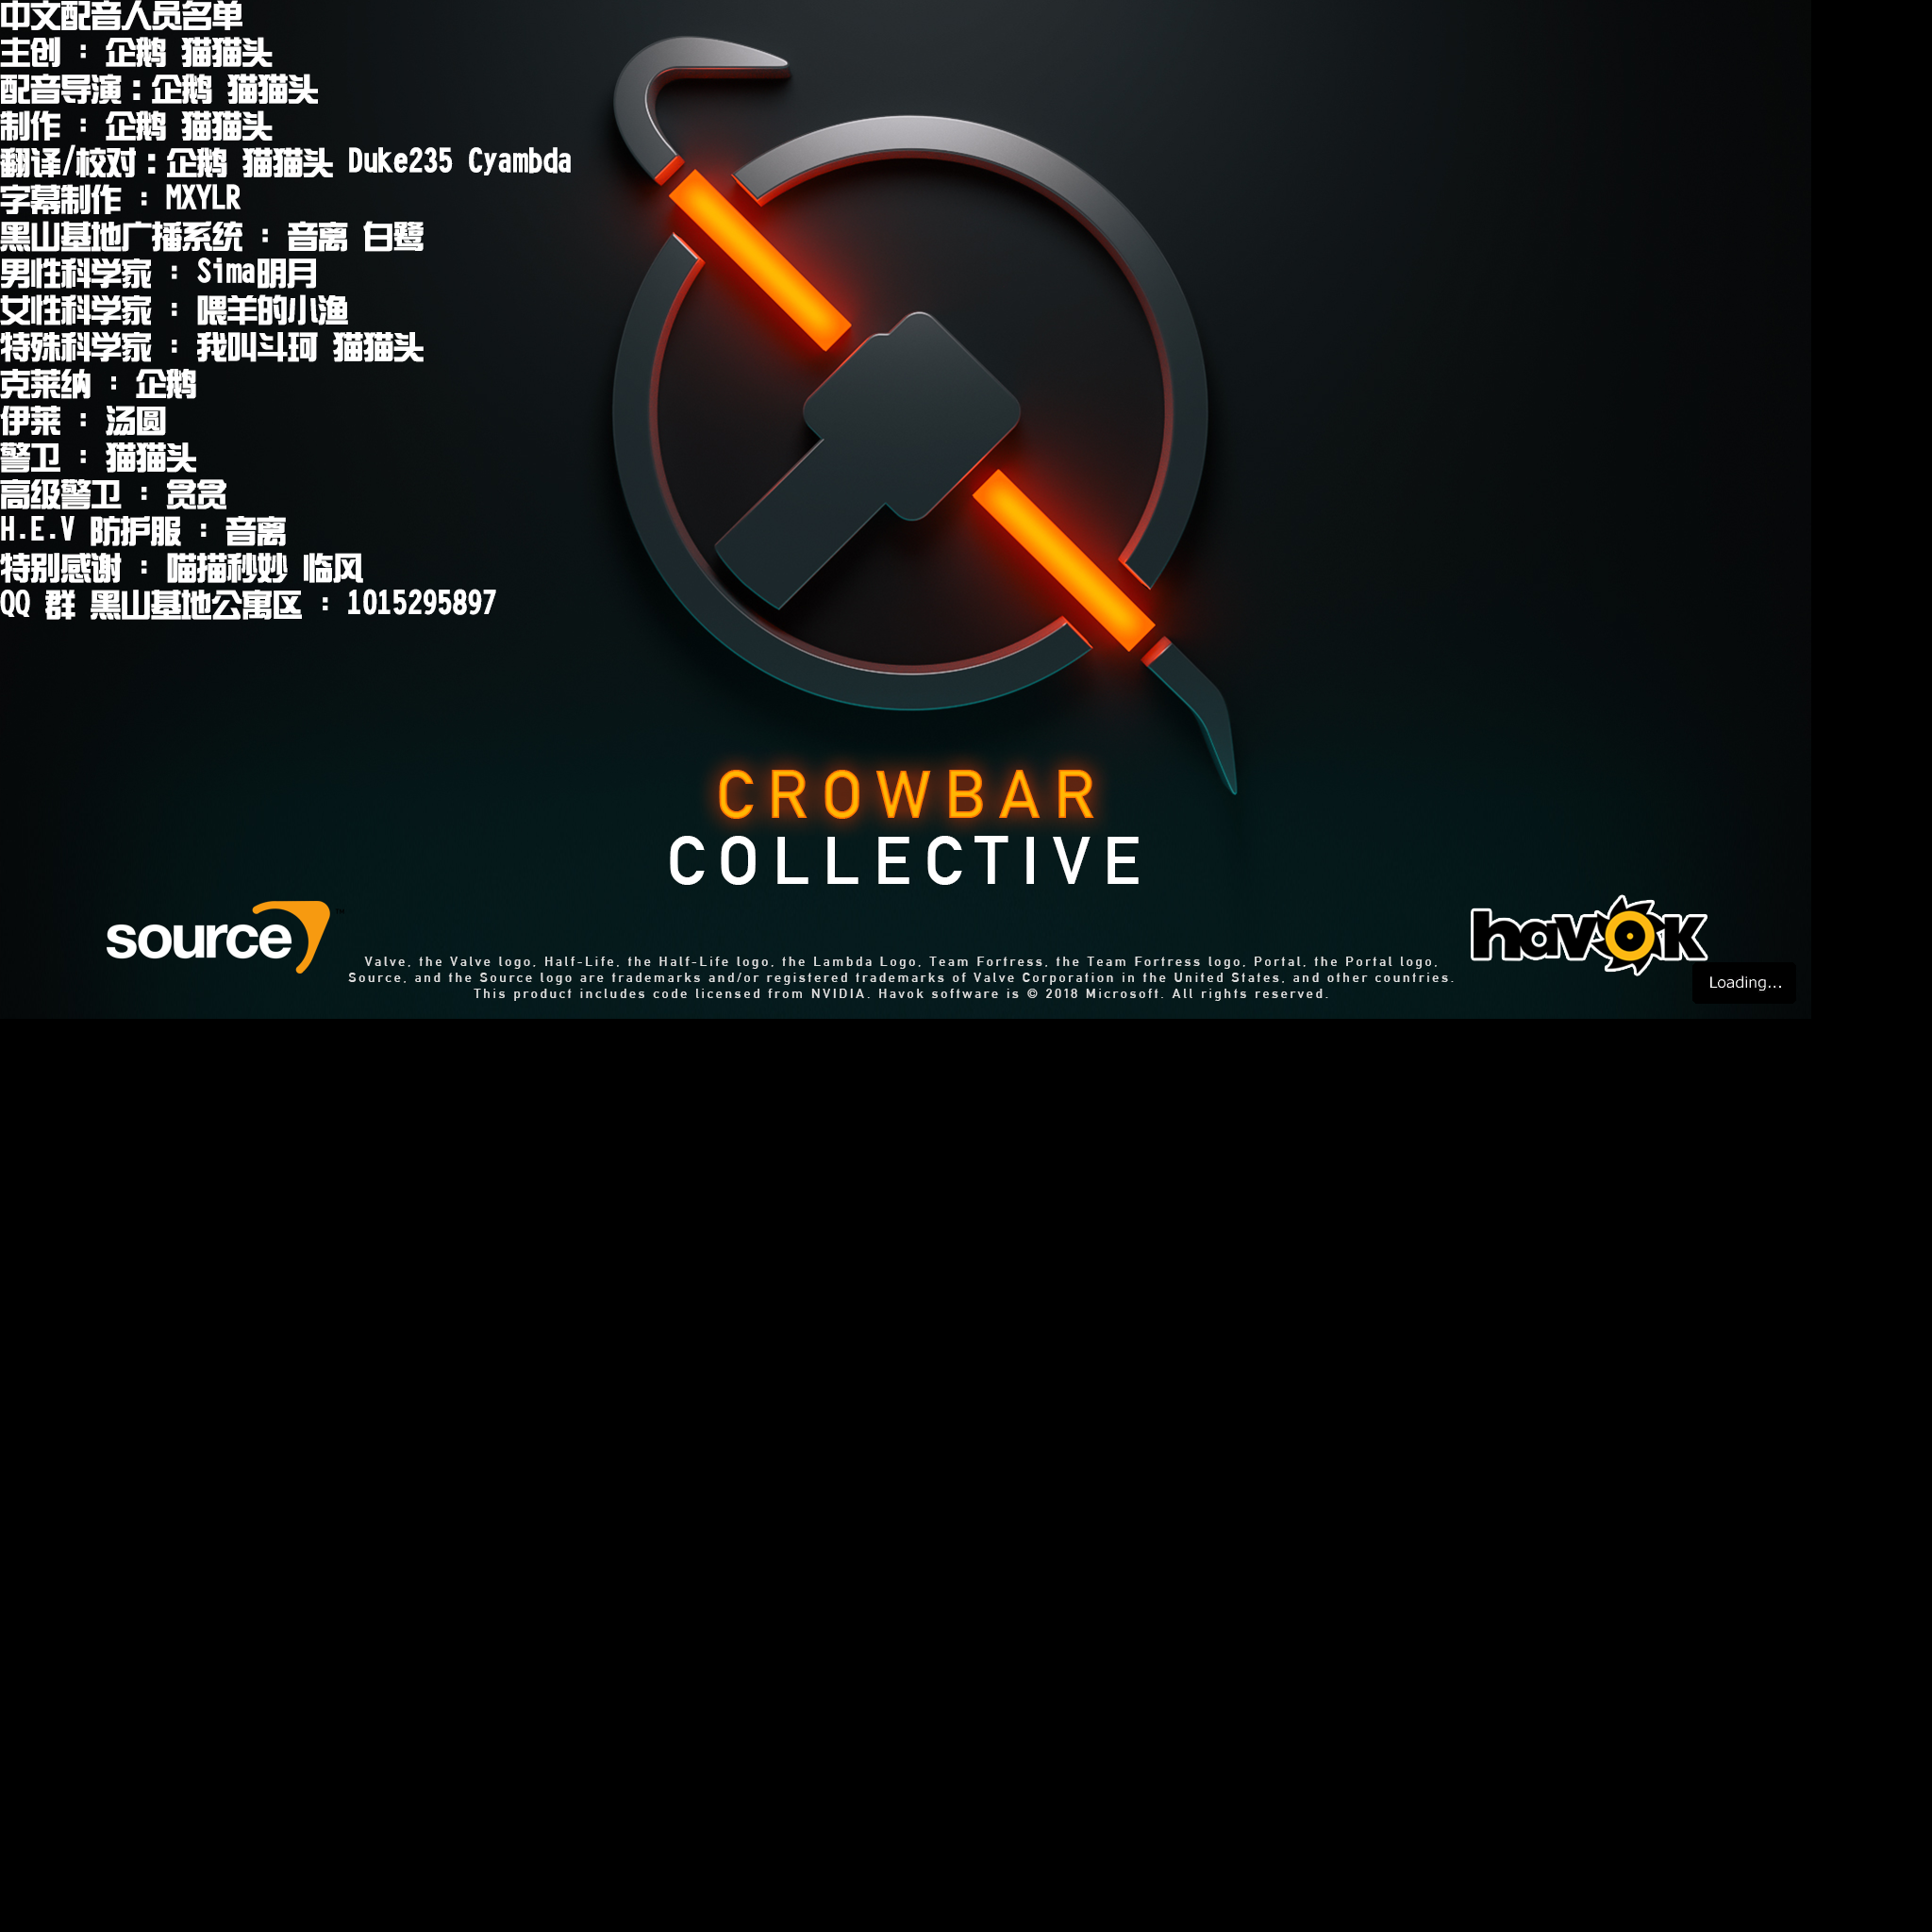 中文配音人员名单
主创 : 企鹅 猫猫头
配音导演：企鹅 猫猫头
制作 : 企鹅 猫猫头
翻译/校对：企鹅 猫猫头 Duke235 Cyambda
字幕制作 : MXYLR
黑山基地广播系统 : 音离 白鹭
男性科学家 : Sima明月
女性科学家 : 喂羊的小渔
特殊科学家 : 我叫斗珂 猫猫头
克莱纳 : 企鹅
伊莱 : 汤圆
警卫 : 猫猫头
高级警卫 : 贪贪
H.E.V 防护服 : 音离
特别感谢 : 喵描秒妙 临风
QQ 群 黑山基地公寓区 : 1015295897
CROWBAR
COLLECTIVE
source
havok
Valve, the Valve logo, Half-Life, the Half-Life logo, the Lambda Logo, Team Fortress, the Team Fortress logo, Portal, the Portal logo,
Source, and the Source logo are trademarks and/or registered trademarks of Valve Corporation in the United States, and other countries.
This product includes code licensed from NVIDIA. Havok software is © 2018 Microsoft. All rights reserved.
Loading...